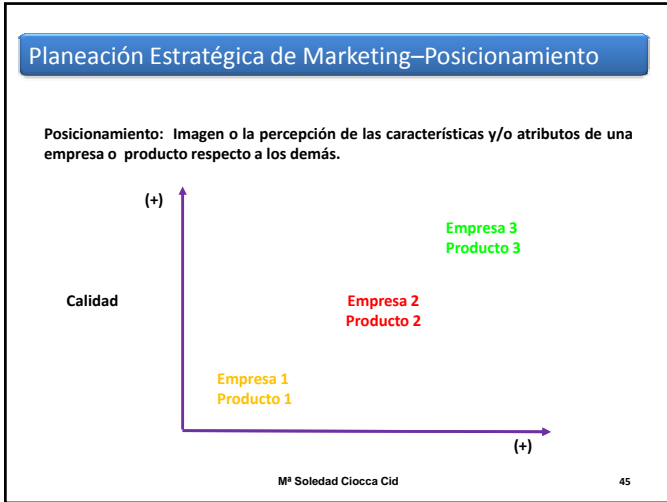 Planeación Estratégica de Marketing–Posicionamiento
Posicionamiento: Imagen o la percepción de las características y/o atributos de una
empresa o producto respecto a los demás.
(+)
Empresa 3
Producto 3
Calidad
Empresa 2
Producto 2
Empresa 1
Producto 1
(+)
Mª Soledad Ciocca Cid
45